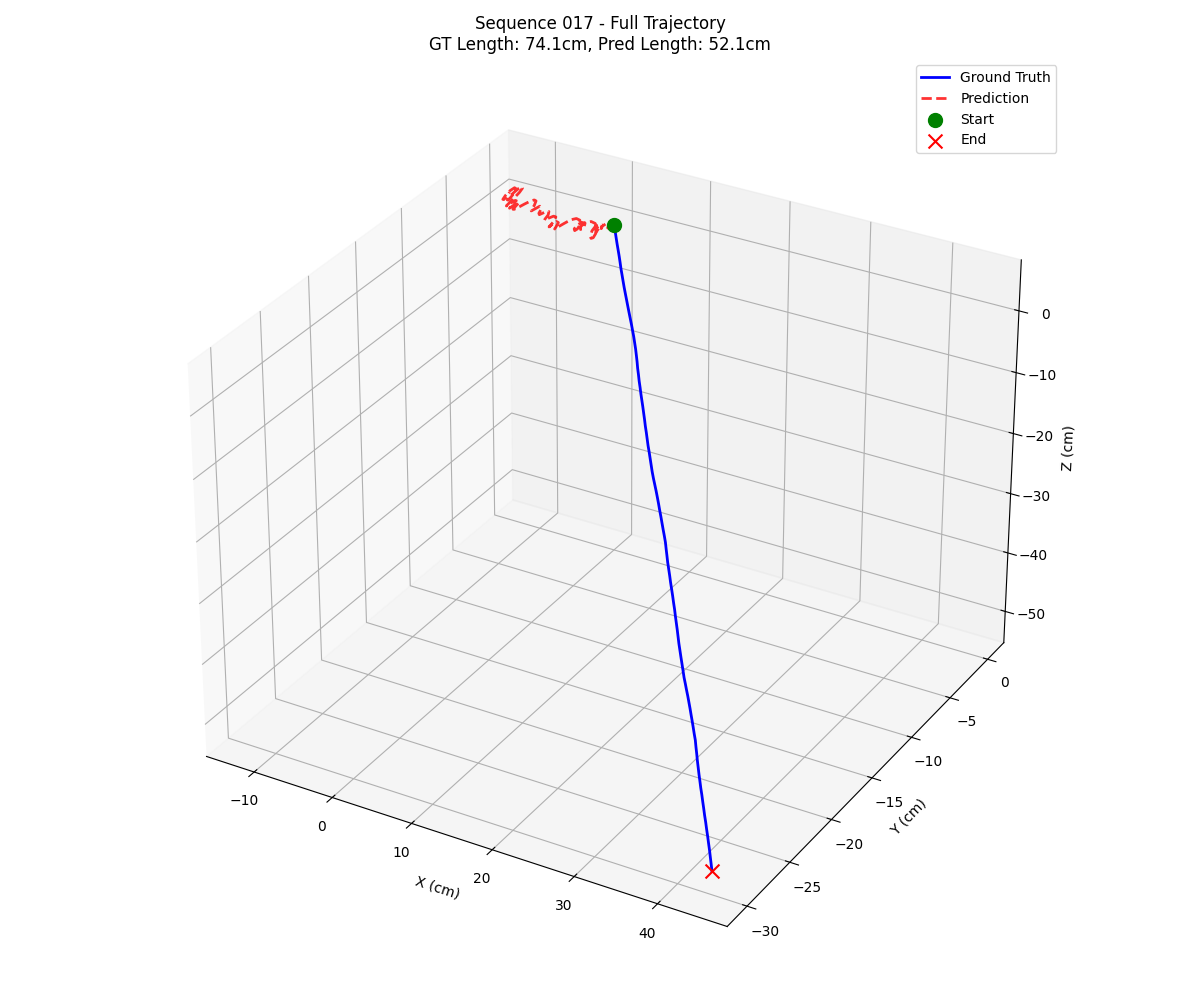 Sequence 017 - Full Trajectory
GT Length: 74.1cm, Pred Length: 52.1cm
Ground Truth
Prediction
Start
End
0
−10
−20
−30
−40
−50
Z (cm)
0
−5
−10
−15
−20
−25
−30
Y (cm)
−10
0
10
20
30
40
X (cm)